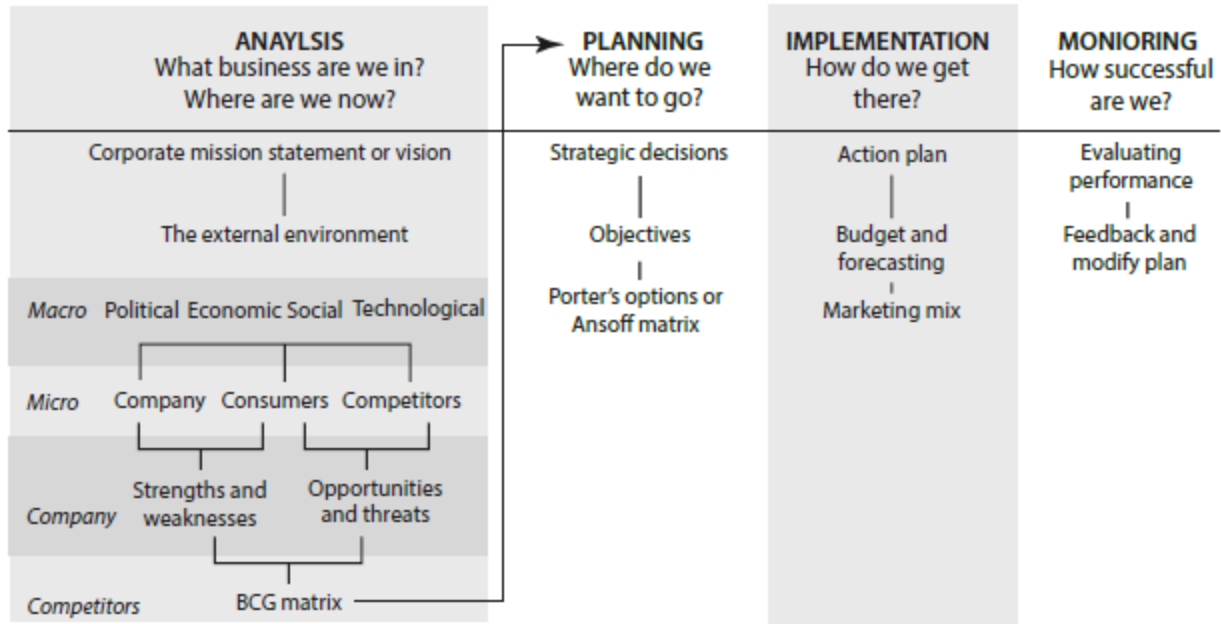 ANAYLSIS
What business are we in?
Where are we now?
Corporate mission statement or vision
The external environment
Macro Political Economic Social Technological
Micro Company Consumers Competitors
Company
Strengths and
weaknesses
Opportunities
and threats
Competitors BCG matrix
PLANNING
Where do we
want to go?
Strategic decisions
Objectives
Porter's options or
Ansoff matrix
IMPLEMENTATION
How do we get
there?
Action plan
Budget and
forecasting
Marketing mix
MONIORING
How successful
are we?
Evaluating
performance
Feedback and
modify plan